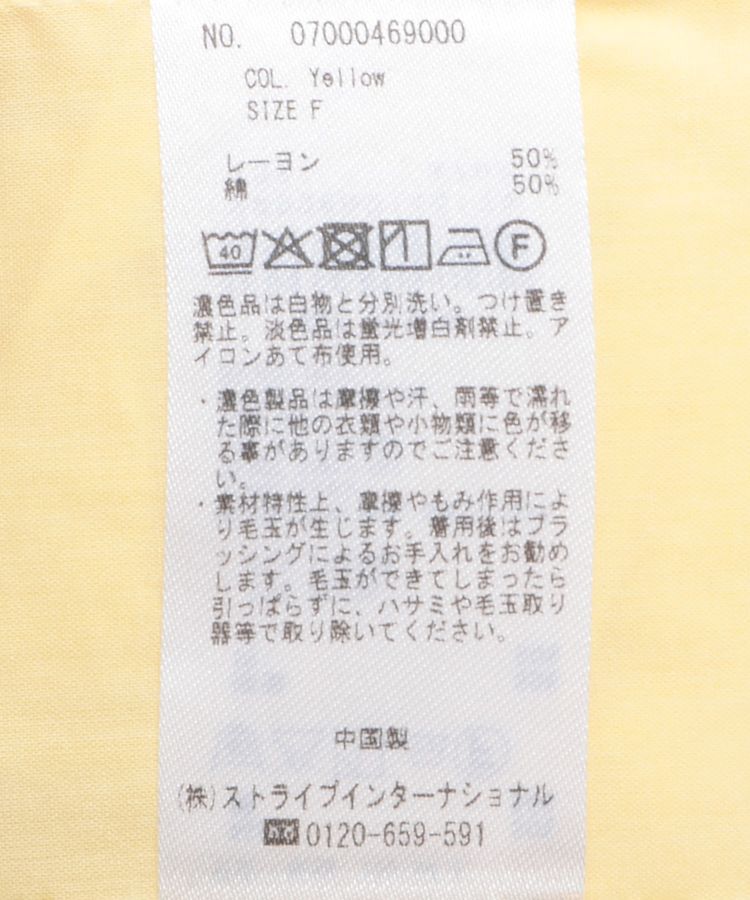 NO. 07000469000
COL. Yellow
SIZE F
レーヨン 50%
綿 50%
40 F
濃色品は白物と分別洗い。つけ置き
禁止。淡色品は蛍光増白剤禁止。ア
イロンあて布使用。
・濃色製品は摩擦や汗、雨等で濡れ
た際に他の衣類や小物類に色が移
る事がありますのでご注意くださ
い。
・素材特性上、摩擦やもみ作用によ
り毛玉が生じます。着用後はブラ
ッシングによるお手入れをお勧め
します。毛玉ができてしまったら
引っぱらずに、ハサミや毛玉取り
器等で取り除いてください。
中国製
(株)ストライプインターナショナル
0120-659-591